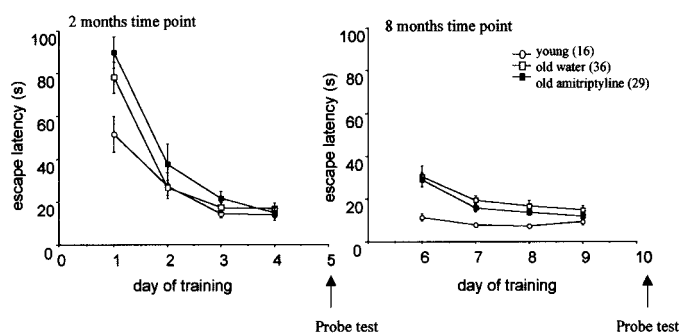 2 months time point
100
80
60
40
20
0
escape latency (s)
0 1 2 3 4 5
day of training
Probe test
8 months time point
young (16)
old water (36)
old amitriptyline (29)
100
80
60
40
20
0
escape latency (s)
6 7 8 9 10
day of training
Probe test